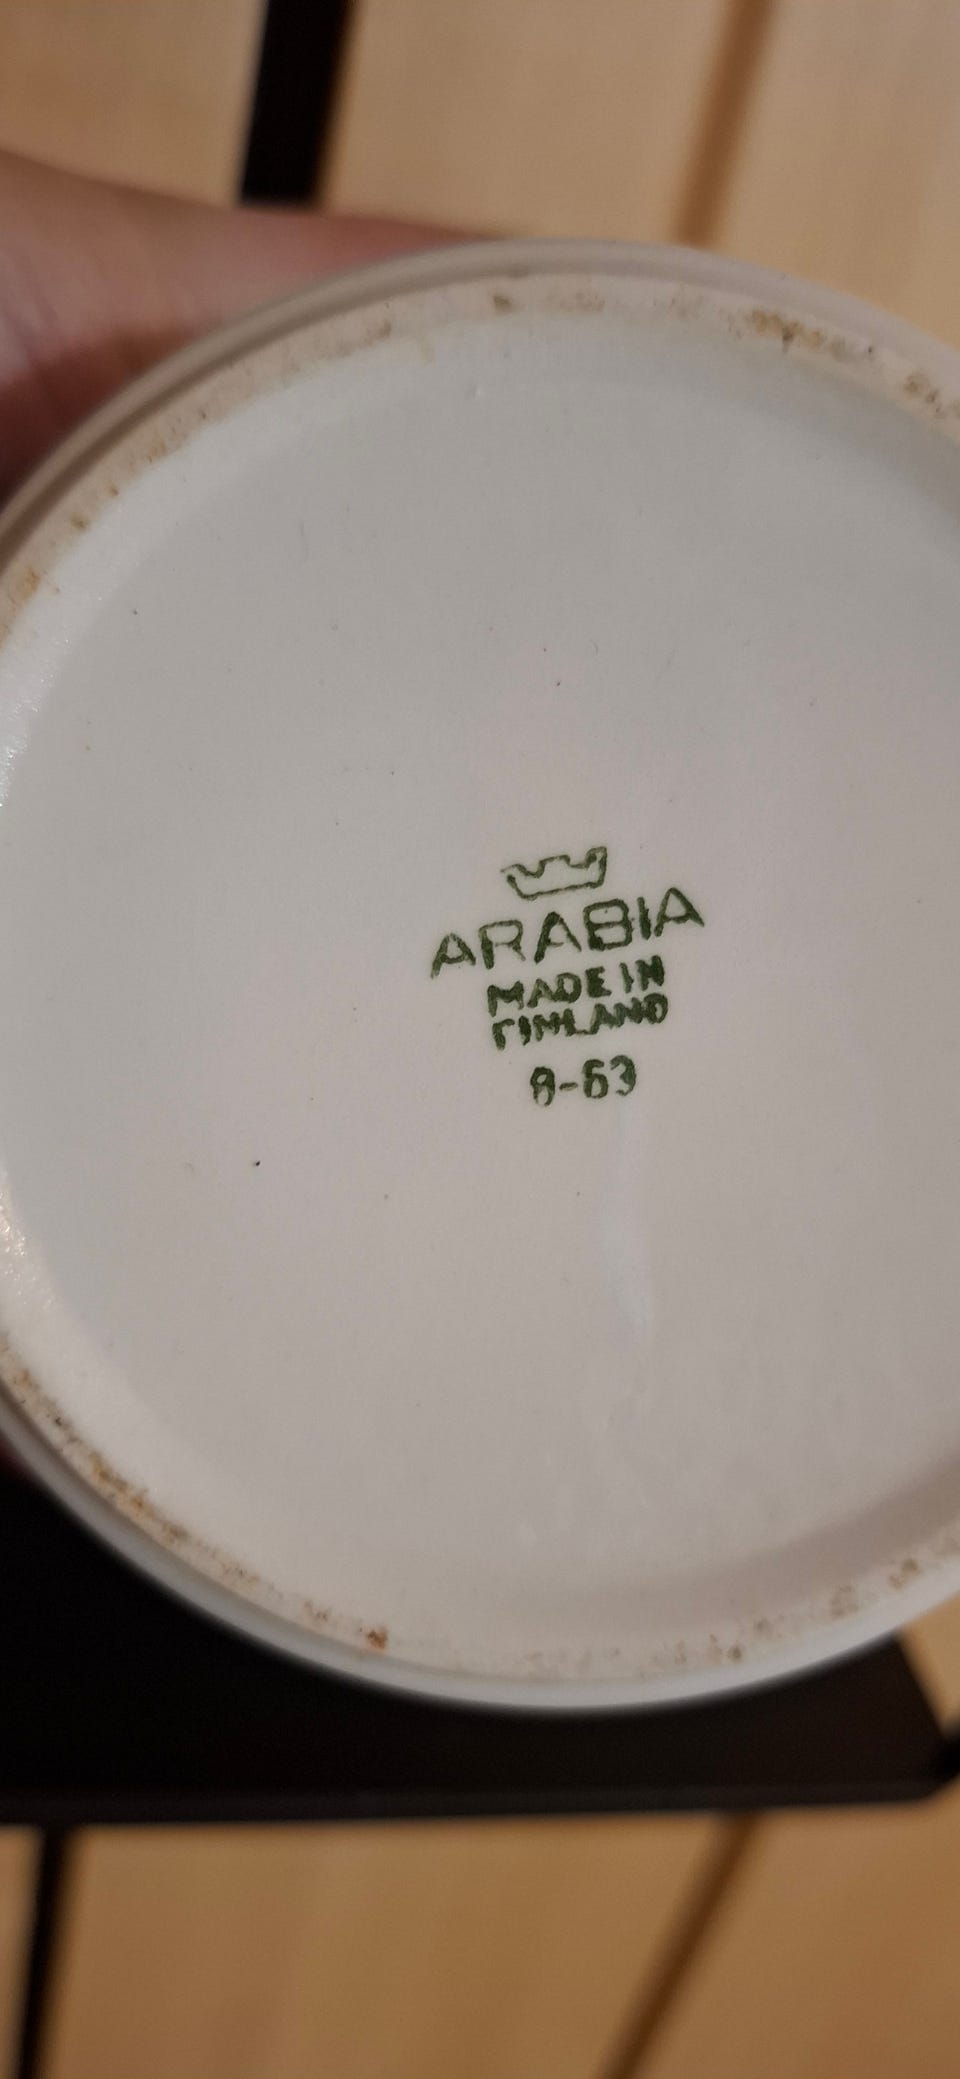 ARABIA
MADE IN
FINLAND
8-63